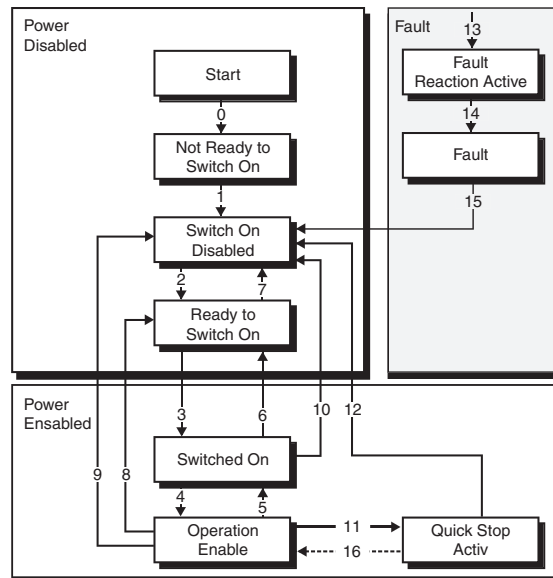 Power
Disabled
Start
0
Not Ready to
Switch On
1
Switch On
Disabled
2
7
Ready to
Switch On
Fault
13
Fault
Reaction Active
14
Fault
15
Power
Ensabled
3
6
10
12
9
8
Switched On
4
5
Operation
Enable
11
16
Quick Stop
Activ